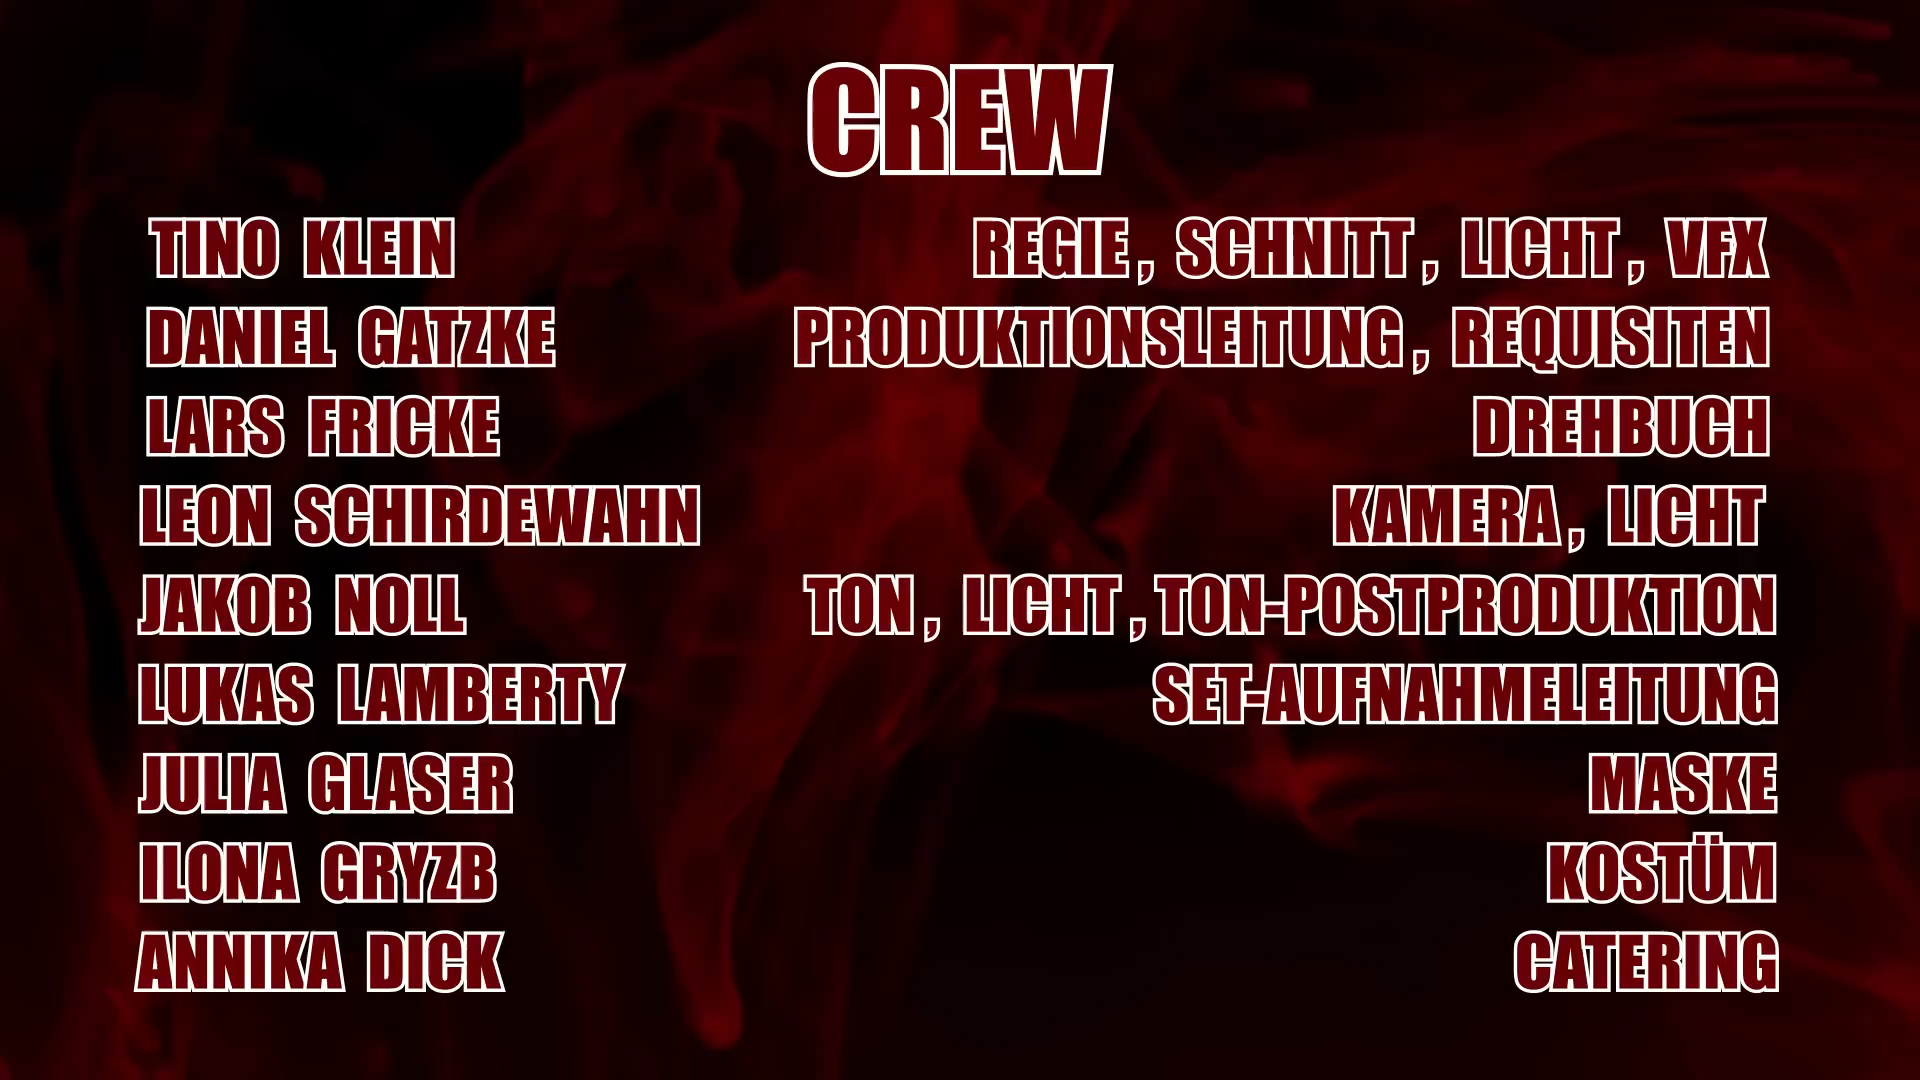 CREW
TINO KLEIN REGIE, SCHNITT, LICHT, VFX
DANIEL GATZKE PRODUKTIONSLEITUNG, REQUISITEN
LARS FRICKE DREHBUCH
LEON SCHIRDEWAHN KAMERA, LICHT
JAKOB NOLL TON, LICHT, TON-POSTPRODUKTION
LUKAS LAMBERTY SET-AUFNAHMELEITUNG
JULIA GLASER MASKE
ILONA GRYZB KOSTÜM
ANNIKA DICK CATERING